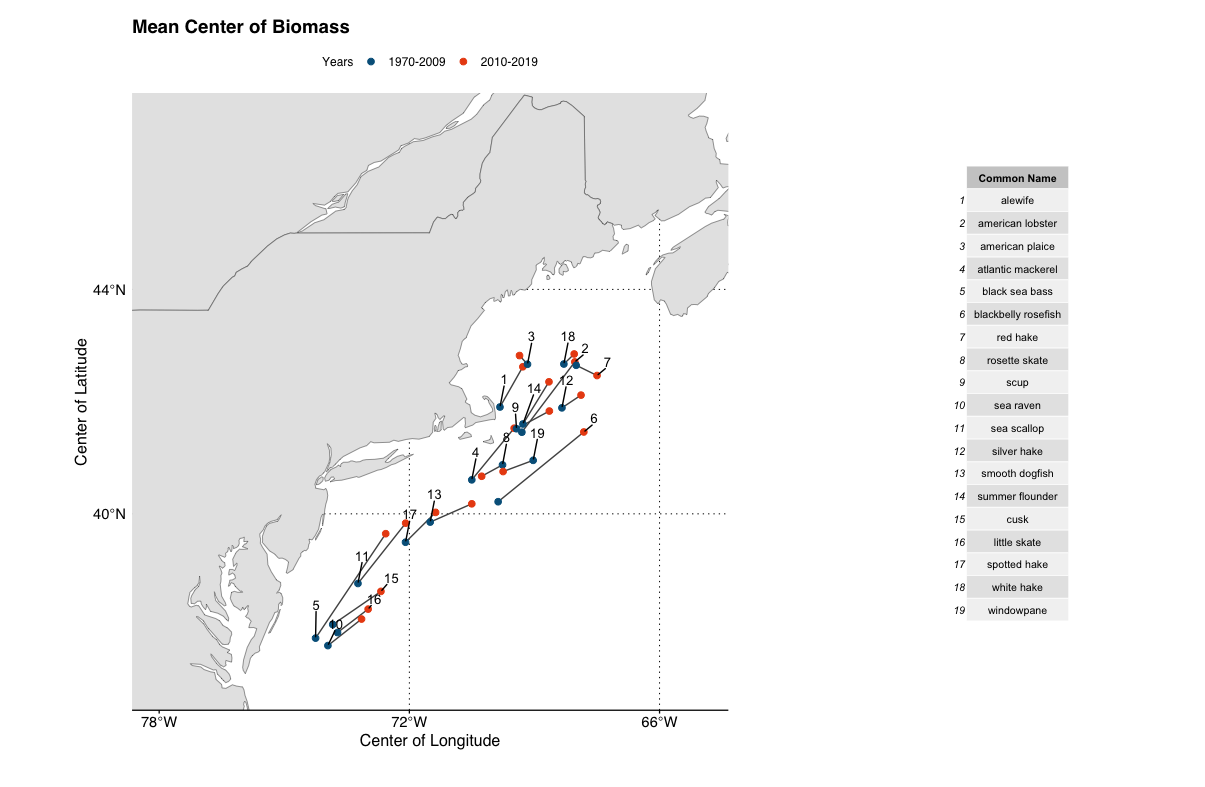 Mean Center of Biomass
Years 1970-2009 2010-2019
Center of Latitude
44°N
40°N
3
18
2
7
1
14
12
9
6
8
19
4
13
17
11
15
16
5
10
78°W 72°W 66°W
Center of Longitude
Common Name
1 alewife
2 american lobster
3 american plaice
4 atlantic mackerel
5 black sea bass
6 blackbelly rosefish
7 red hake
8 rosette skate
9 scup
10 sea raven
11 sea scallop
12 silver hake
13 smooth dogfish
14 summer flounder
15 cusk
16 little skate
17 spotted hake
18 white hake
19 windowpane